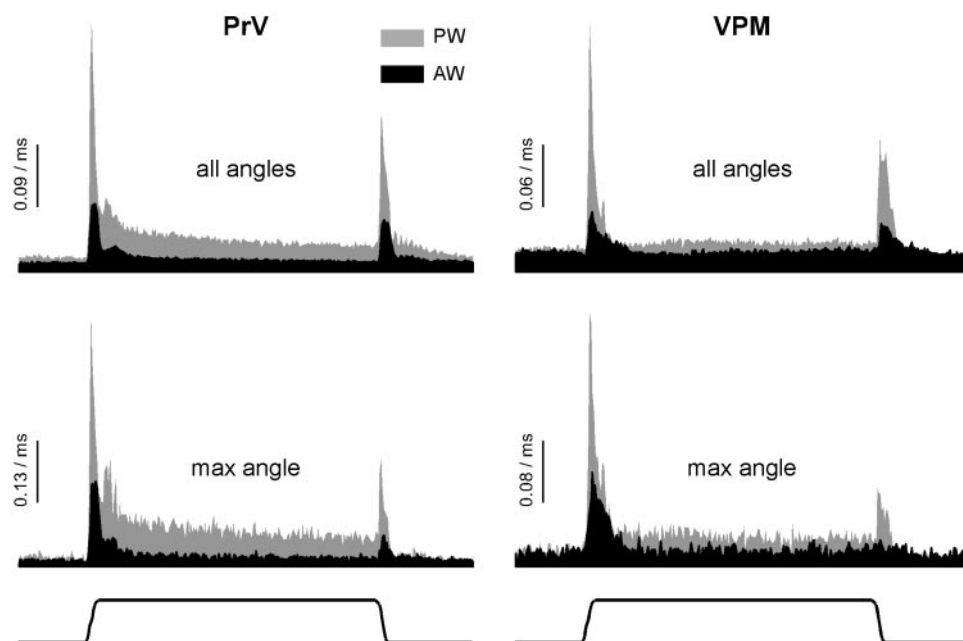 PrV
VPM
PW
AW
0.09 / ms
all angles
0.06 / ms
all angles
0.13 / ms
max angle
0.08 / ms
max angle